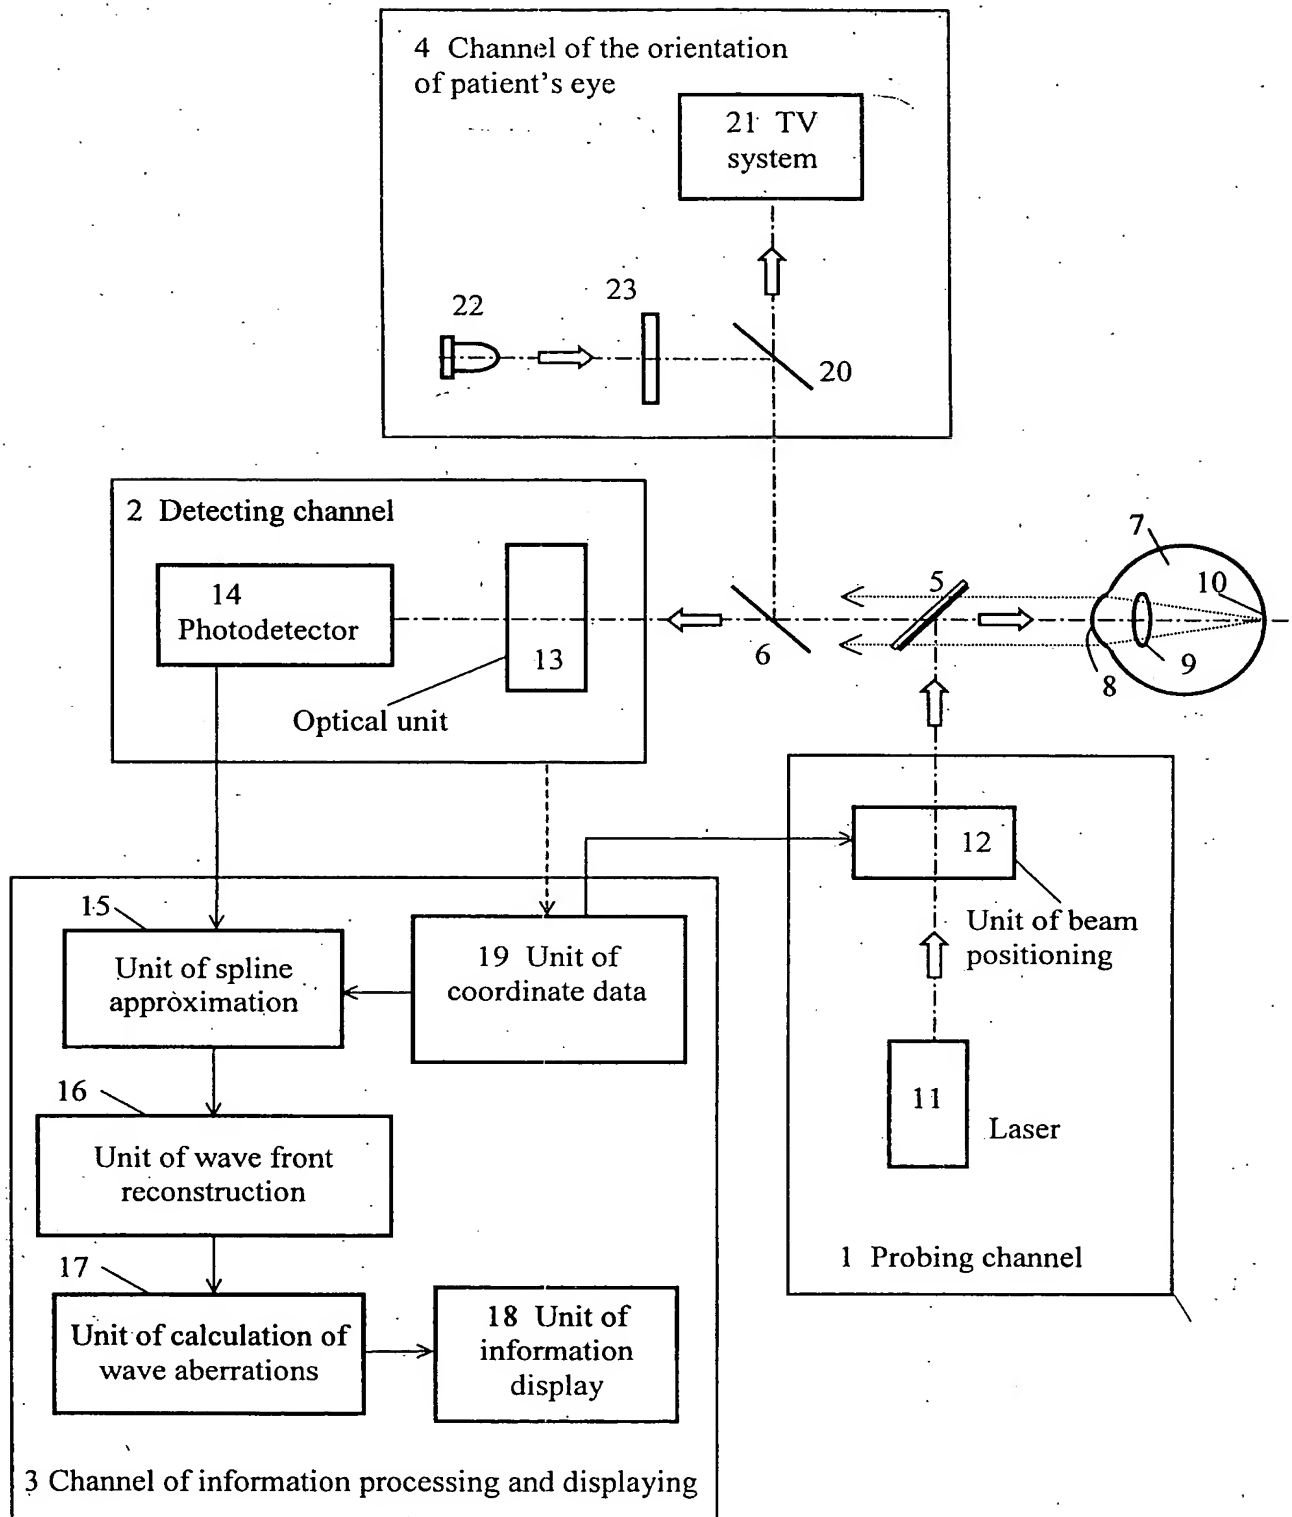 4 Channel of the orientation
of patient's eye
21 TV
system
22
23
20
2 Detecting channel
14
Photodetector
13
Optical unit
6
5
7
10
8
9
12
Unit of beam
positioning
11
Laser
1 Probing channel
15
Unit of spline
approximation
19 Unit of
coordinate data
16
Unit of wave front
reconstruction
17
Unit of calculation of
wave aberrations
18 Unit of
information
display
3 Channel of information processing and displaying